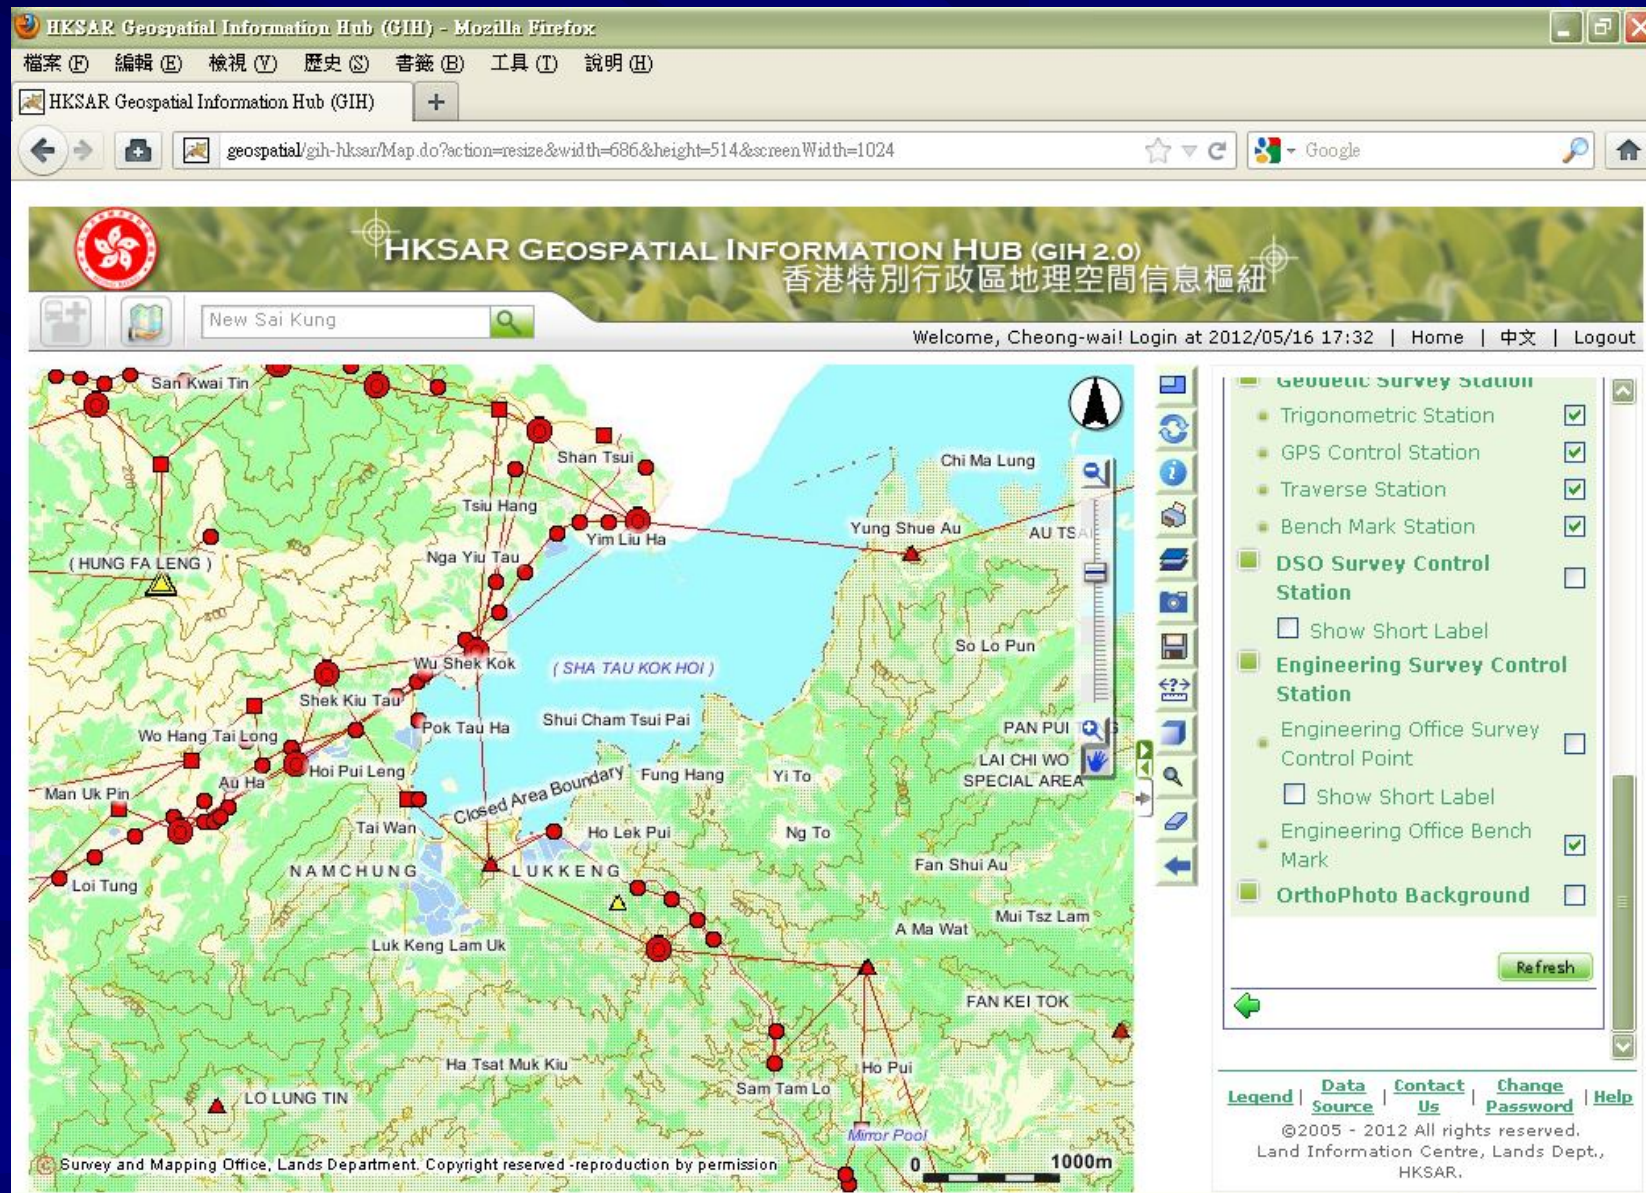 HKSAR Geospatial Information Hub (GIH) - Mozilla Firefox
檔案 (F) 編輯 (E) 檢視 (V) 歷史 (S) 書籤 (B) 工具 (T) 說明 (H)
HKSAR Geospatial Information Hub (GIH) +
geospatial/gih-hksar/Map.do?action=resize&width=686&height=514&screenWidth=1024
Google
HKSAR GEOSPATIAL INFORMATION HUB (GIH 2.0)
香港特別行政區地理空間信息樞紐
New Sai Kung
Welcome, Cheong-wai! Login at 2012/05/16 17:32 | Home | 中文 | Logout
San Kwai Tin
Shan Tsui
Chi Ma Lung
Tsiu Hang
Yim Liu Ha
Yung Shue Au
AU TSAI
Nga Yiu Tau
( HUNG FA LENG )
200
400
So Lo Pun
Wu Shek Kok
( SHA TAU KOK HOI )
Shek Kiu Tau
Shui Cham Tsui Pai
Pok Tau Ha
PAN PUI
Wo Hang Tai Long
LAI CHI WO
SPECIAL AREA
Au Ha
Hoi Pui Leng
Closed Area Boundary
Fung Hang
Yi To
Man Uk Pin
Tai Wan
Ho Lek Pui
Ng To
NAMCHUNG
LUKKENG
Fan Shui Au
Loi Tung
200
Mui Tsz Lam
A Ma Wat
Luk Keng Lam Uk
FAN KEI TOK
Ha Tsat Muk Kiu
Ho Pui
Sam Tam Lo
LO LUNG TIN
Mirror Pool
© Survey and Mapping Office, Lands Department. Copyright reserved -reproduction by permission
0 1000m
Geodetic Survey Station
Trigonometric Station
GPS Control Station
Traverse Station
Bench Mark Station
DSO Survey Control
Station
Show Short Label
Engineering Survey Control
Station
Engineering Office Survey
Control Point
Show Short Label
Engineering Office Bench
Mark
OrthoPhoto Background
Refresh
Legend | Data Source | Contact Us | Change Password | Help
©2005 - 2012 All rights reserved.
Land Information Centre, Lands Dept.,
HKSAR.